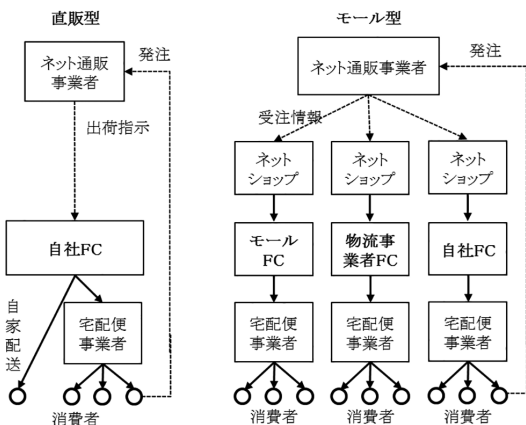 直販型
ネット通販
事業者
発注
出荷指示
自社FC
自家配送
宅配便
事業者
消費者
モール型
ネット通販事業者
発注
受注情報
ネット
ショップ
ネット
ショップ
ネット
ショップ
モール
FC
物流事
業者FC
自社FC
宅配便
事業者
宅配便
事業者
宅配便
事業者
消費者
消費者
消費者